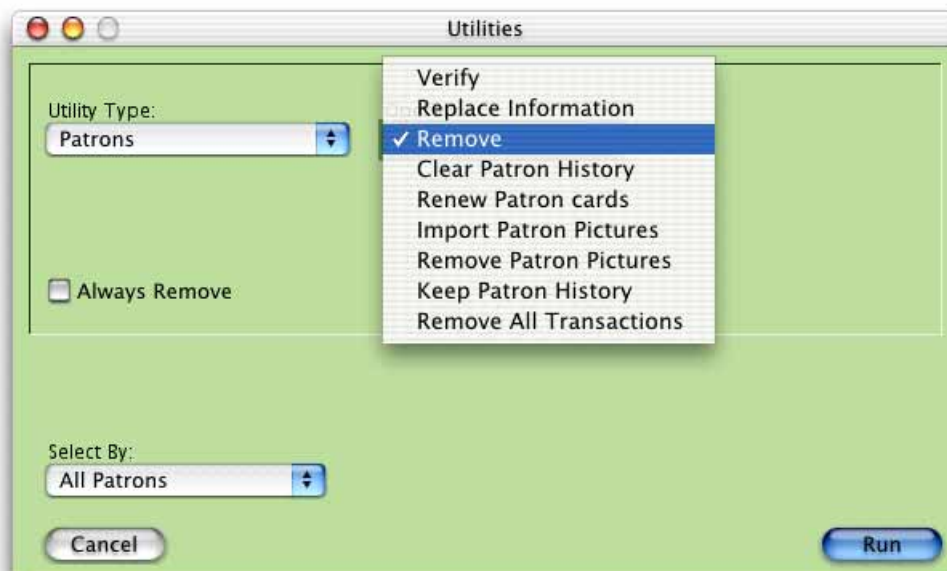 Utilities
Utility Type:
Patrons
Always Remove
Verify
Replace Information
✓ Remove
Clear Patron History
Renew Patron cards
Import Patron Pictures
Remove Patron Pictures
Keep Patron History
Remove All Transactions
Select By:
All Patrons
Cancel
Run